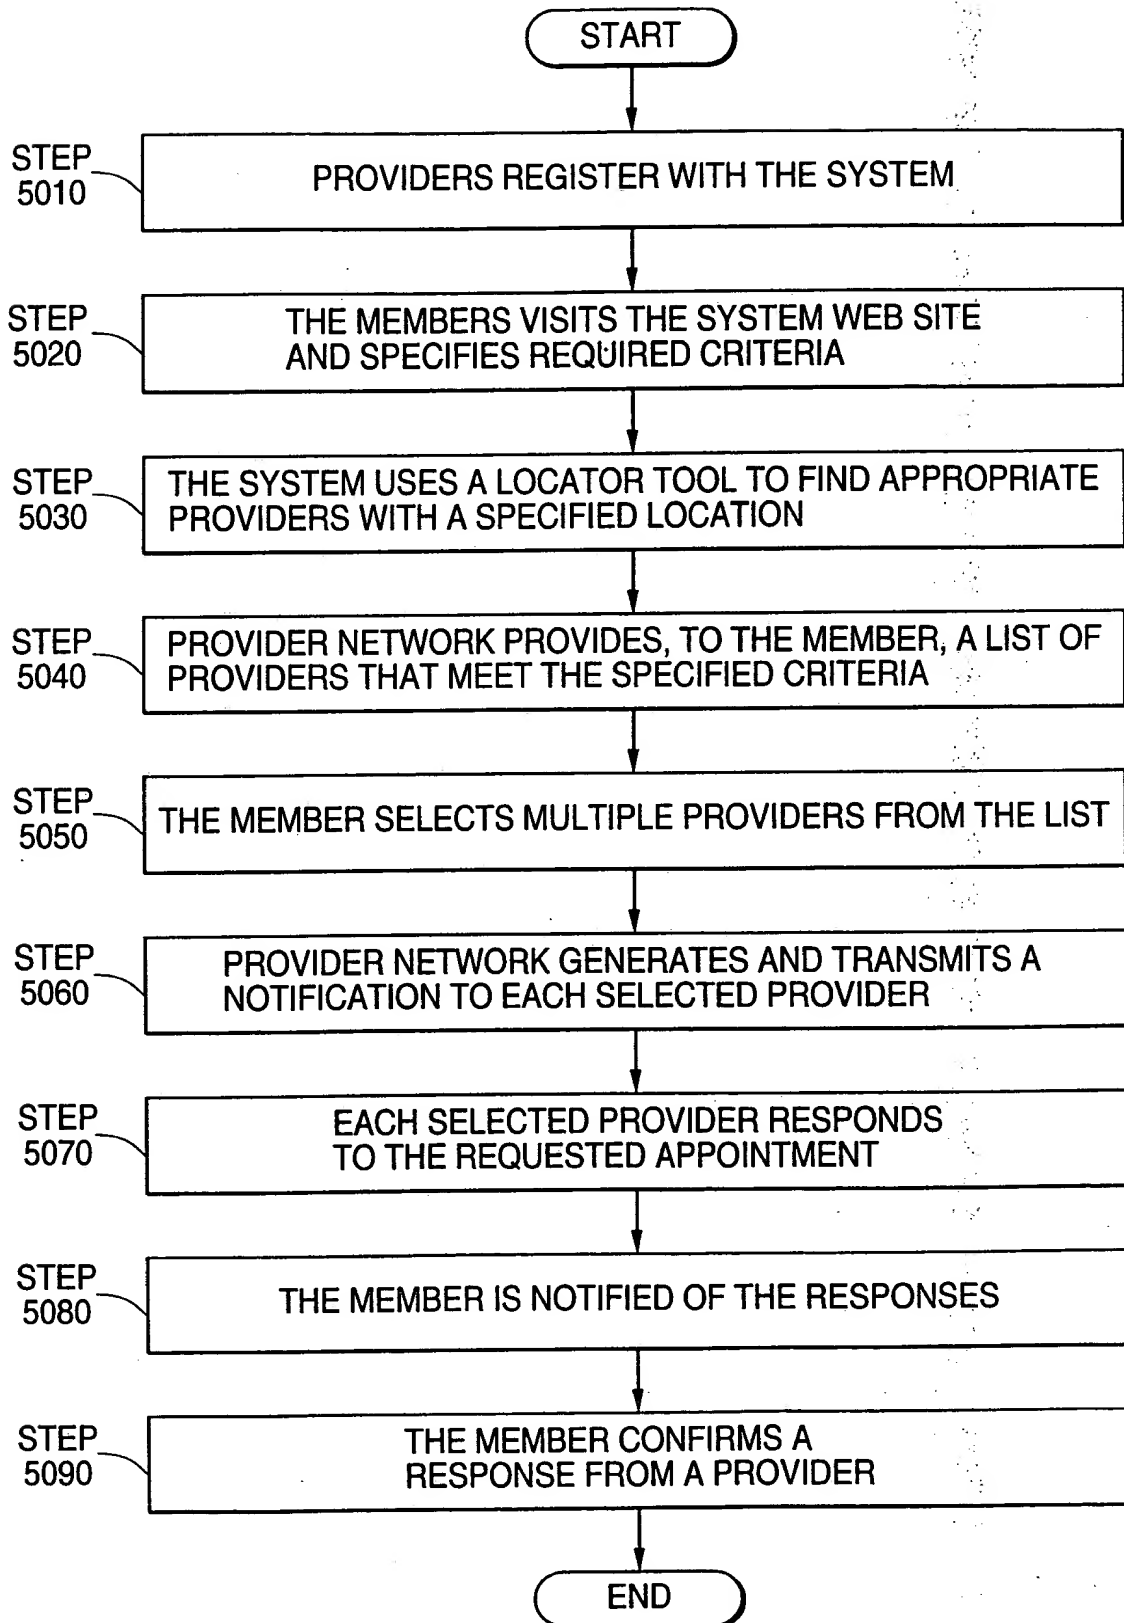 START
STEP
5010
PROVIDERS REGISTER WITH THE SYSTEM
STEP
5020
THE MEMBERS VISITS THE SYSTEM WEB SITE
AND SPECIFIES REQUIRED CRITERIA
STEP
5030
THE SYSTEM USES A LOCATOR TOOL TO FIND APPROPRIATE
PROVIDERS WITH A SPECIFIED LOCATION
STEP
5040
PROVIDER NETWORK PROVIDES, TO THE MEMBER, A LIST OF
PROVIDERS THAT MEET THE SPECIFIED CRITERIA
STEP
5050
THE MEMBER SELECTS MULTIPLE PROVIDERS FROM THE LIST
STEP
5060
PROVIDER NETWORK GENERATES AND TRANSMITS A
NOTIFICATION TO EACH SELECTED PROVIDER
STEP
5070
EACH SELECTED PROVIDER RESPONDS
TO THE REQUESTED APPOINTMENT
STEP
5080
THE MEMBER IS NOTIFIED OF THE RESPONSES
STEP
5090
THE MEMBER CONFIRMS A
RESPONSE FROM A PROVIDER
END